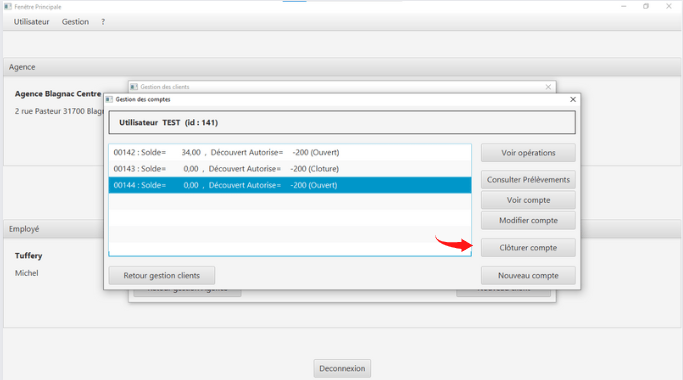 Fenêtre Principale
Utilisateur Gestion ?
Agence
Agence Blagnac Centre
2 rue Pasteur 31700 Blag
Gestion des clients
Gestion des comptes
Utilisateur TEST (id : 141)
00142 : Solde= 34,00 , Découvert Autorise= -200 (Ouvert)
00143 : Solde= 0,00 , Découvert Autorise= -200 (Cloture)
00144 : Solde= 0,00 , Découvert Autorise= -200 (Ouvert)
Voir opérations
Consulter Prélèvements
Voir compte
Modifier compte
Clôturer compte
Retour gestion clients
Nouveau compte
Employé
Tuffery
Michel
Deconnexion